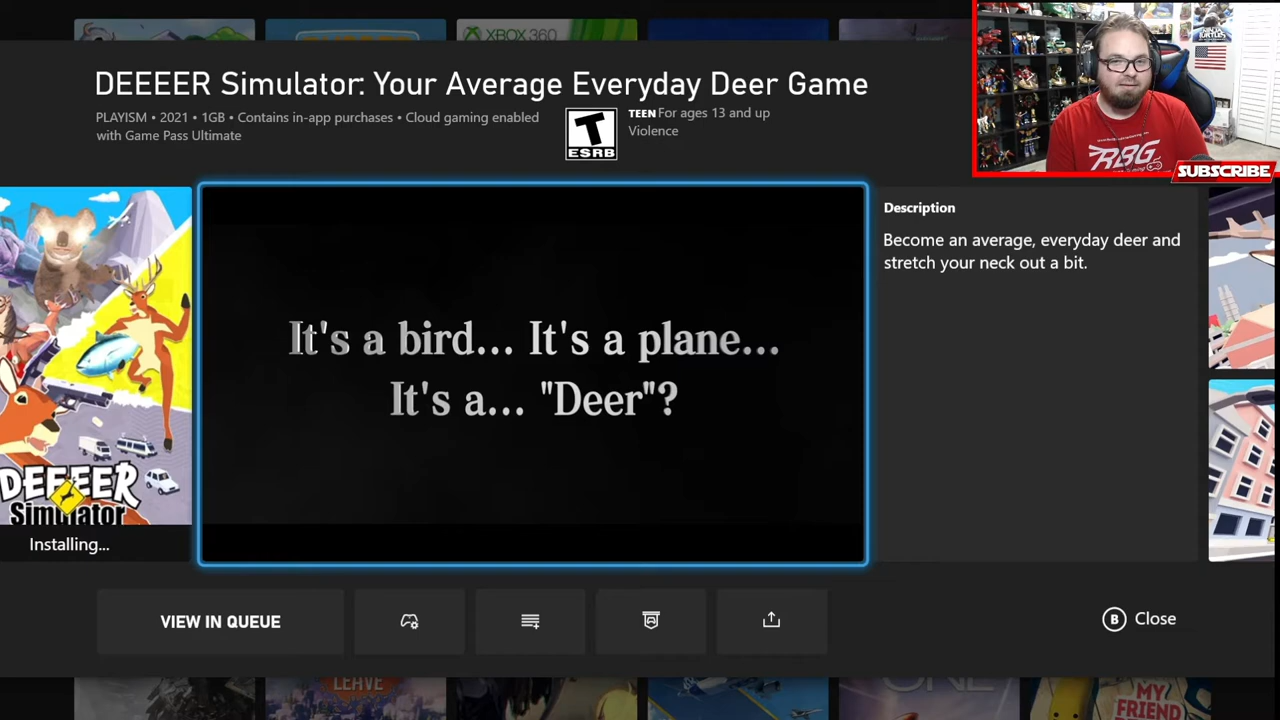 XBOX 360
DEEEER Simulator: Your Average Everyday Deer Game
PLAYISM • 2021 • 1GB • Contains in-app purchases • Cloud gaming enabled
with Game Pass Ultimate
T
ESRB
TEEN For ages 13 and up
Violence
RBG
SUBSCRIBE
It's a bird... It's a plane...
It's a... "Deer"?
Description
Become an average, everyday deer and
stretch your neck out a bit.
DEEEER
Simulator
Installing...
VIEW IN QUEUE
B Close
LEAVE
ONE
MY
FRIEND